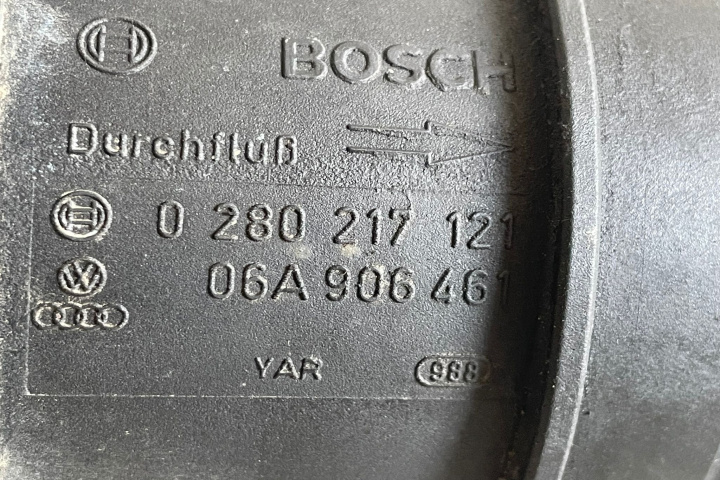 BOSCH
Durchfluß
0 280 217 121
06A 906 461
YAR 988